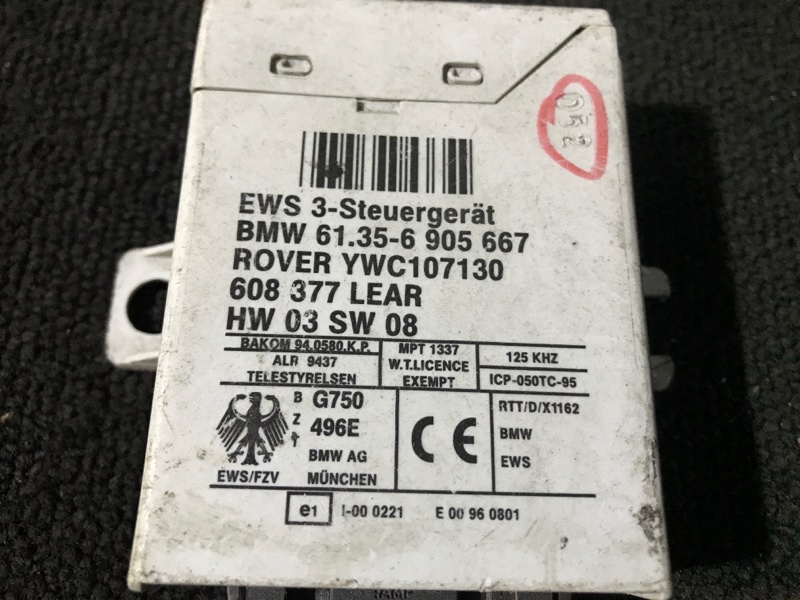 EWS 3-Steuergerät
BMW 61.35-6 905 667
ROVER YWC107130
608 377 LEAR
HW 03 SW 08
BAKOM 94.0580.K.P.
ALR 9437
TELESTYRELSEN
MPT 1337
W.T.LICENCE
EXEMPT
125 KHZ
ICP-050TC-95
BZT
G750
496E
BMW AG
EWS/FZV MÜNCHEN
CE
RTT/D/X1162
BMW
EWS
e1 I-00 0221 E 00 96 0801